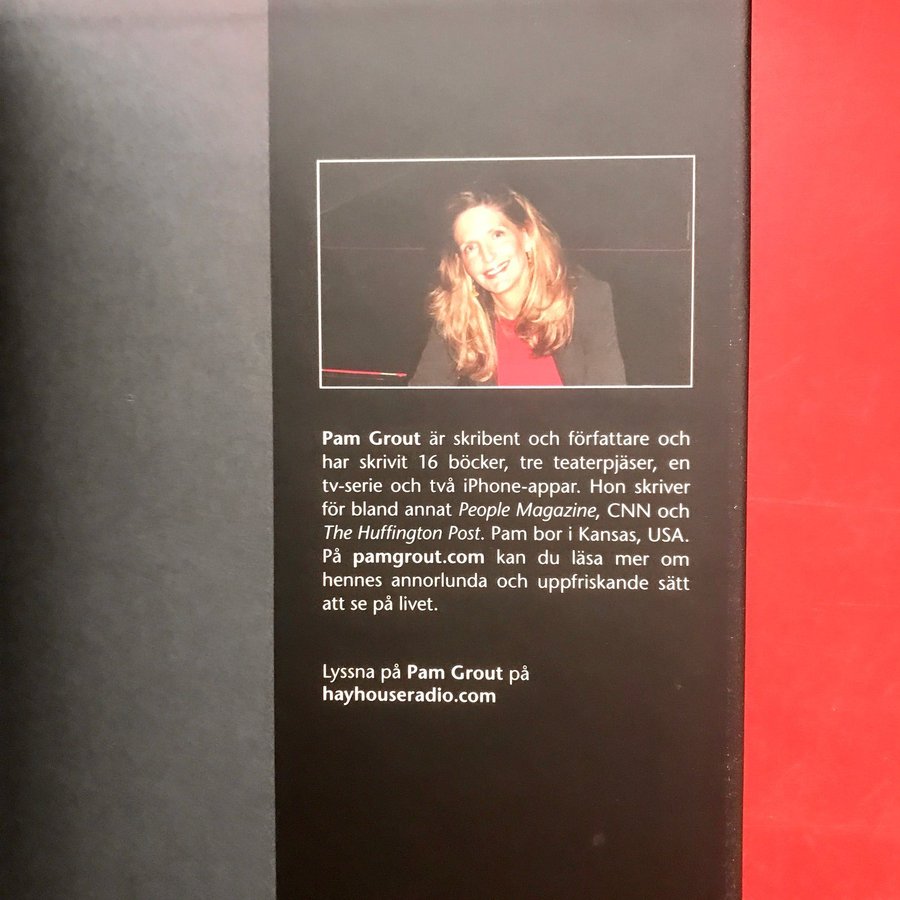 Pam Grout är skribent och författare och
har skrivit 16 böcker, tre teaterpjäser, en
tv-serie och två iPhone-appar. Hon skriver
för bland annat People Magazine, CNN och
The Huffington Post. Pam bor i Kansas, USA.
På pamgrout.com kan du läsa mer om
hennes annorlunda och uppfriskande sätt
att se på livet.
Lyssna på Pam Grout på
hayhouseradio.com